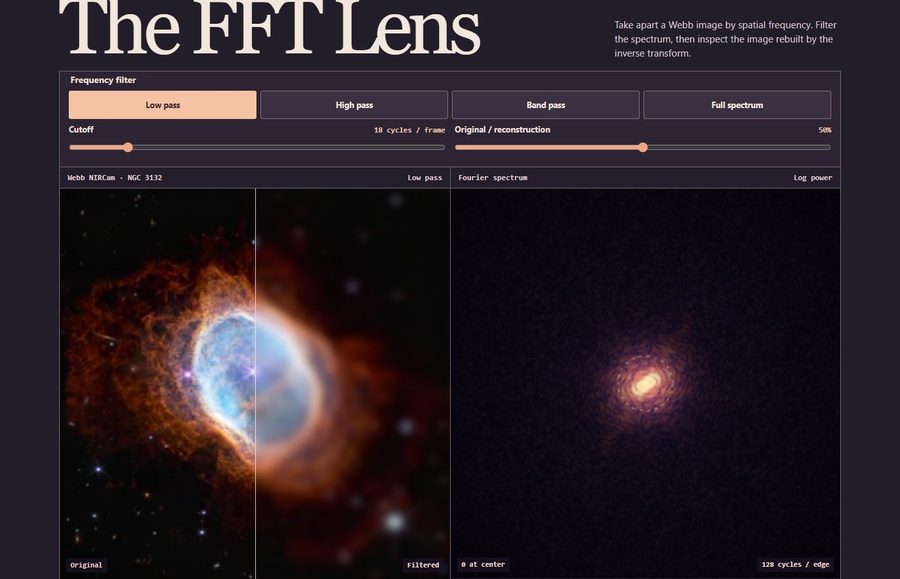 The FFT Lens
Take apart a Webb image by spatial frequency. Filter
the spectrum, then inspect the image rebuilt by the
inverse transform.
Frequency filter
Low pass
High pass
Band pass
Full spectrum
Cutoff
18 cycles / frame
Original / reconstruction
50%
Webb NIRCam · NGC 3132
Low pass
Fourier spectrum
Log power
Original
Filtered
0 at center
128 cycles / edge